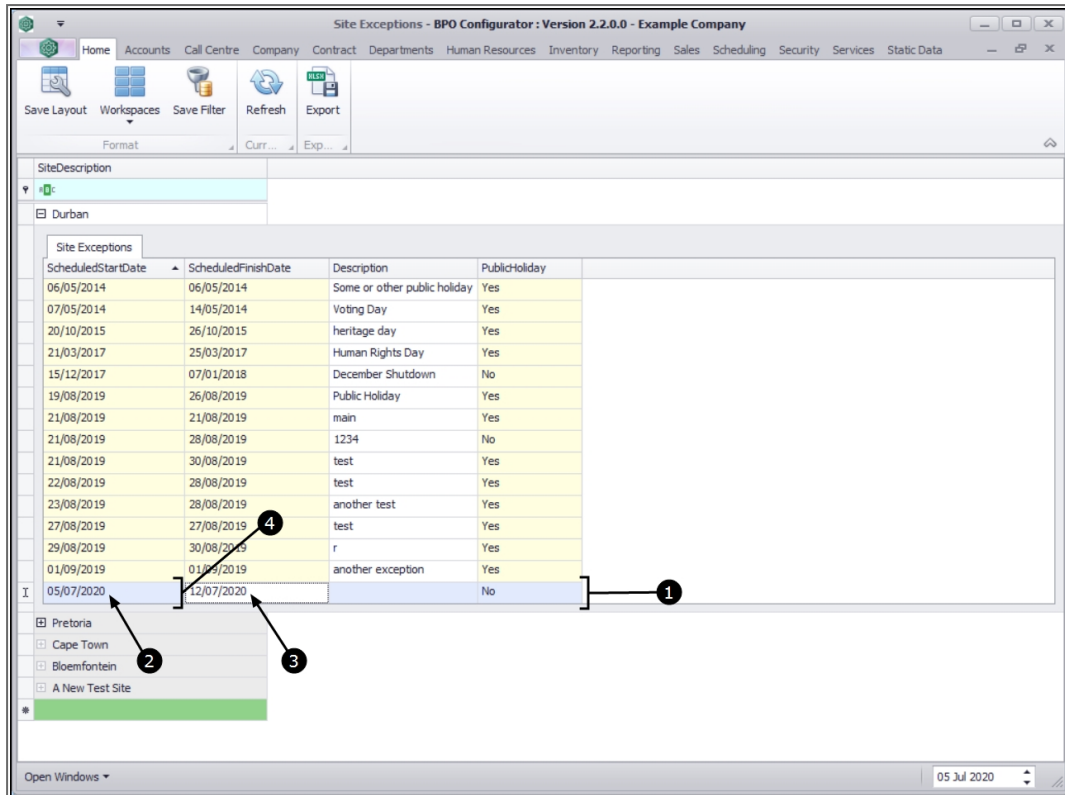 Site Exceptions - BPO Configurator : Version 2.2.0.0 - Example Company
Home Accounts Call Centre Company Contract Departments Human Resources Inventory Reporting Sales Scheduling Security Services Static Data
XLSX
Save Layout Workspaces Save Filter Refresh Export
Format Curr... Exp...
SiteDescription
Durban
Site Exceptions
ScheduledStartDate ScheduledFinishDate Description PublicHoliday
06/05/2014 06/05/2014 Some or other public holiday Yes
07/05/2014 14/05/2014 Voting Day Yes
20/10/2015 26/10/2015 heritage day Yes
21/03/2017 25/03/2017 Human Rights Day Yes
15/12/2017 07/01/2018 December Shutdown No
19/08/2019 26/08/2019 Public Holiday Yes
21/08/2019 21/08/2019 main Yes
21/08/2019 28/08/2019 1234 No
21/08/2019 30/08/2019 test Yes
22/08/2019 28/08/2019 test Yes
23/08/2019 28/08/2019 another test Yes
27/08/2019 27/08/2019 test Yes
4
29/08/2019 30/08/2019 r Yes
01/09/2019 01/09/2019 another exception Yes
05/07/2020 12/07/2020 No 1
Pretoria
Cape Town
Bloemfontein 2 3
A New Test Site
Open Windows 05 Jul 2020